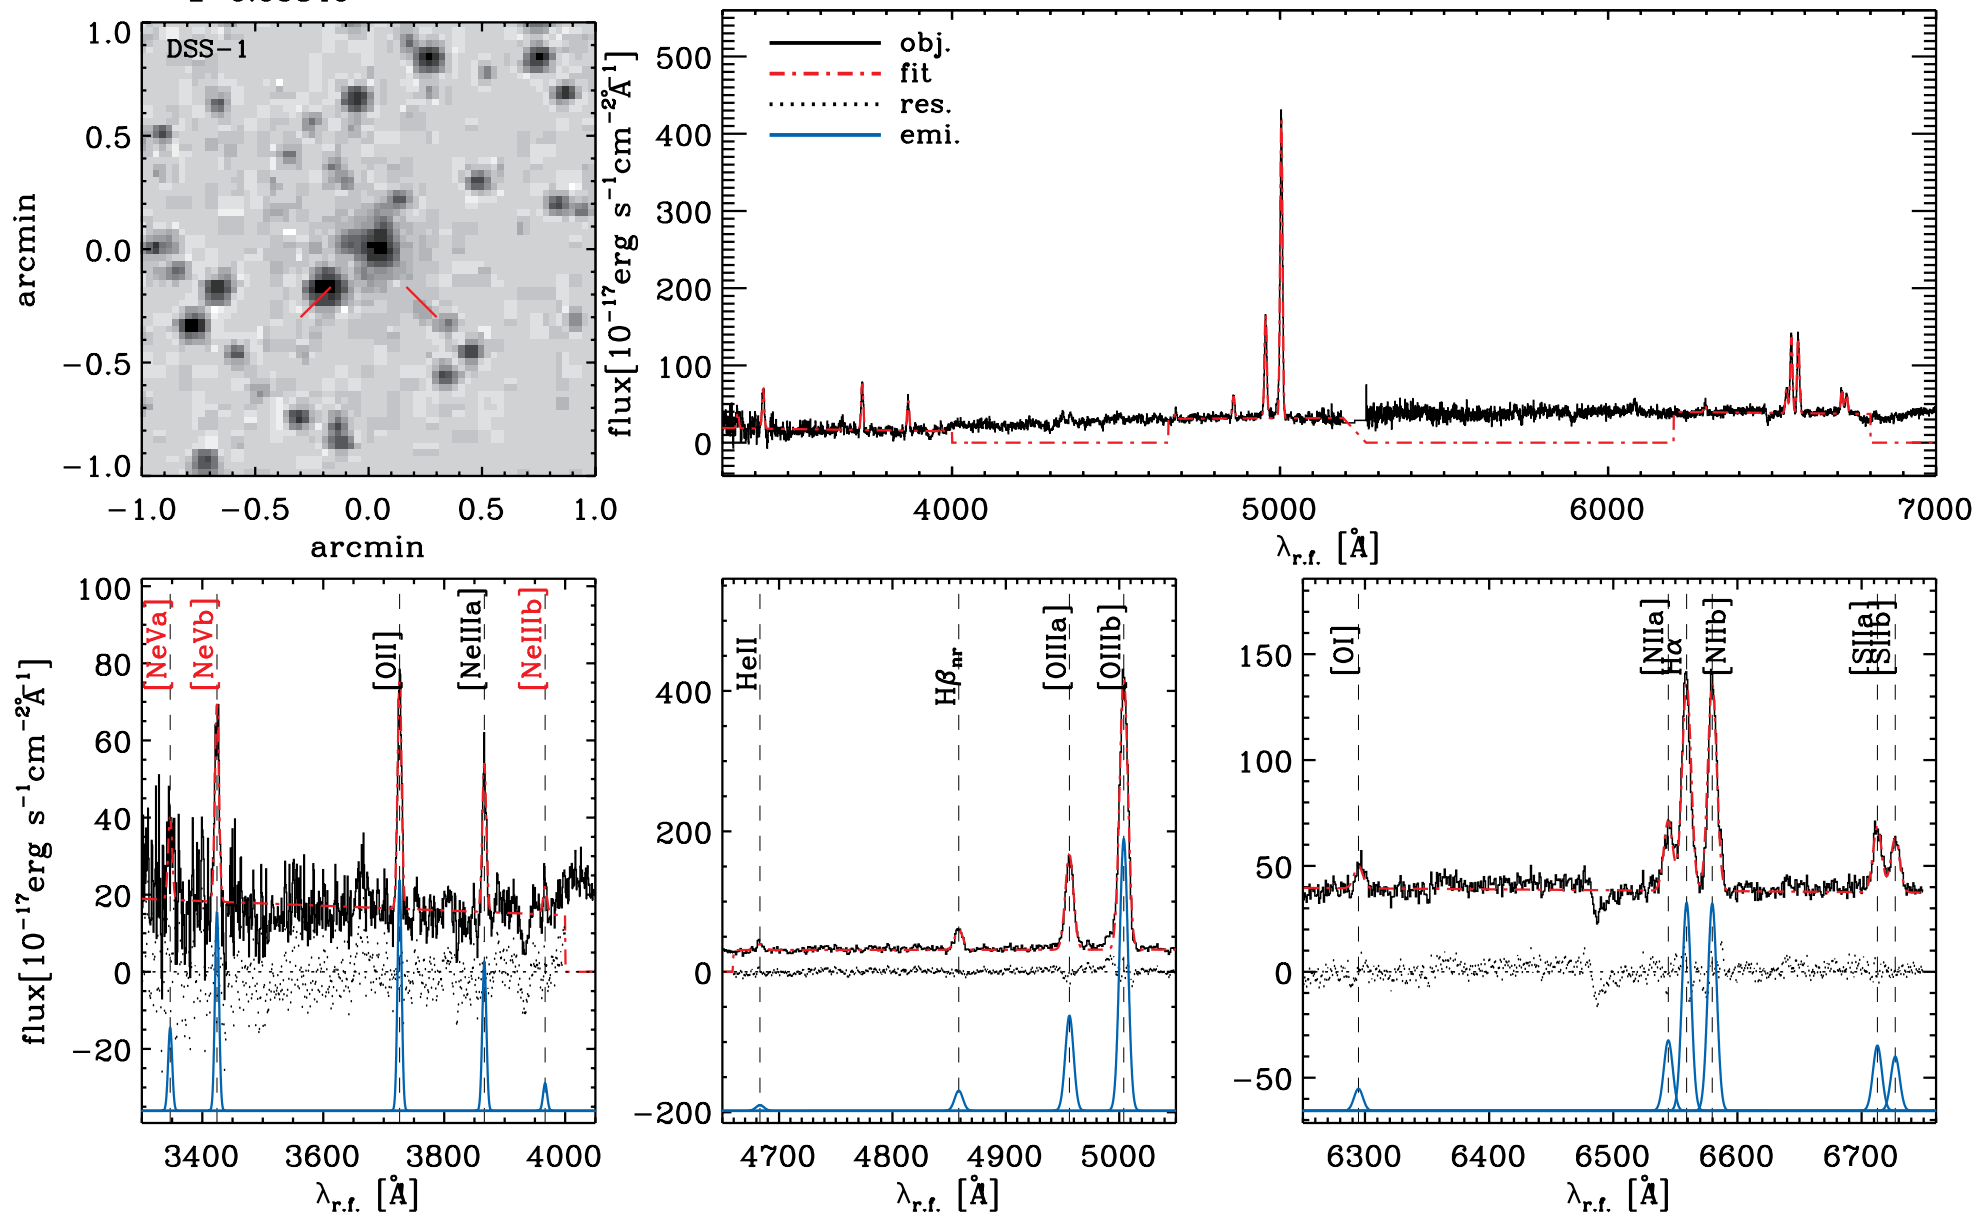 DSS-1
1.0
0.5
0.0
−0.5
−1.0
arcmin
−1.0 −0.5 0.0 0.5 1.0
arcmin
flux[10⁻¹⁷erg s⁻¹cm⁻²Å⁻¹]
500
400
300
200
100
0
obj.
fit
res.
emi.
4000 5000 6000 7000
λr.f. [Å]
flux[10⁻¹⁷erg s⁻¹cm⁻²Å⁻¹]
100
80
60
40
20
0
−20
[NeVa]
[NeVb]
[OII]
[NeIIIa]
[NeIIIb]
3400 3600 3800 4000
λr.f. [Å]
400
200
0
−200
HeII
Hβnr
[OIIIa]
[OIIIb]
4700 4800 4900 5000
λr.f. [Å]
150
100
50
0
−50
[OI]
[NIIa]
Hα
[NIIb]
[SIIa]
[SIIb]
6300 6400 6500 6600 6700
λr.f. [Å]